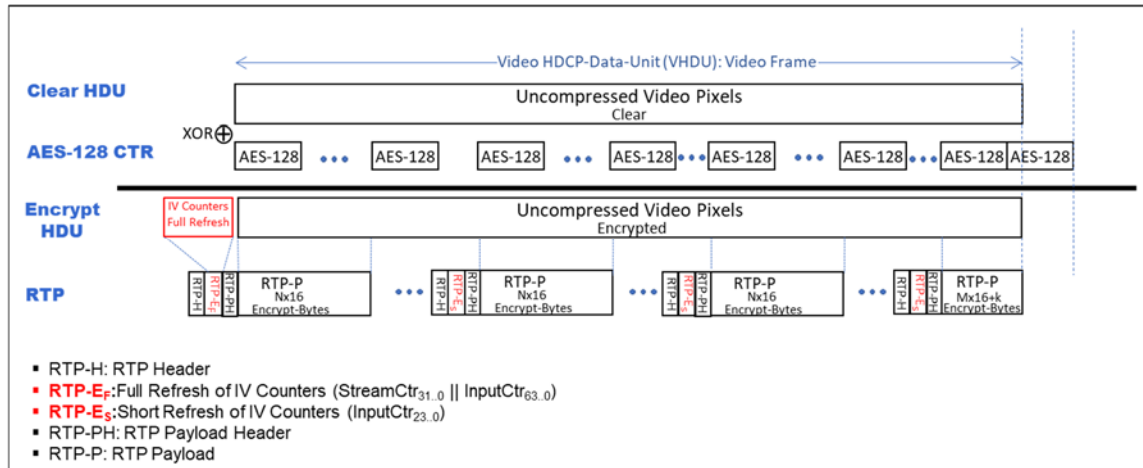 Video HDCP-Data-Unit (VHDU): Video Frame
Clear HDU
Uncompressed Video Pixels
Clear
XOR
AES-128 CTR
AES-128 AES-128 AES-128 AES-128 AES-128 AES-128 AES-128 AES-128
Encrypt
HDU
IV Counters
Full Refresh
Uncompressed Video Pixels
Encrypted
RTP
RTP-H RTP-EF RTP-PH
RTP-P
Nx16
Encrypt-Bytes
RTP-H RTP-ES RTP-PH
RTP-P
Nx16
Encrypt-Bytes
RTP-H RTP-ES RTP-PH
RTP-P
Nx16
Encrypt-Bytes
RTP-H RTP-ES RTP-PH
RTP-P
Mx16+k
Encrypt-Bytes
▪ RTP-H: RTP Header
▪ RTP-EF:Full Refresh of IV Counters (StreamCtr31..0 || InputCtr63..0)
▪ RTP-ES:Short Refresh of IV Counters (InputCtr23..0)
▪ RTP-PH: RTP Payload Header
▪ RTP-P: RTP Payload